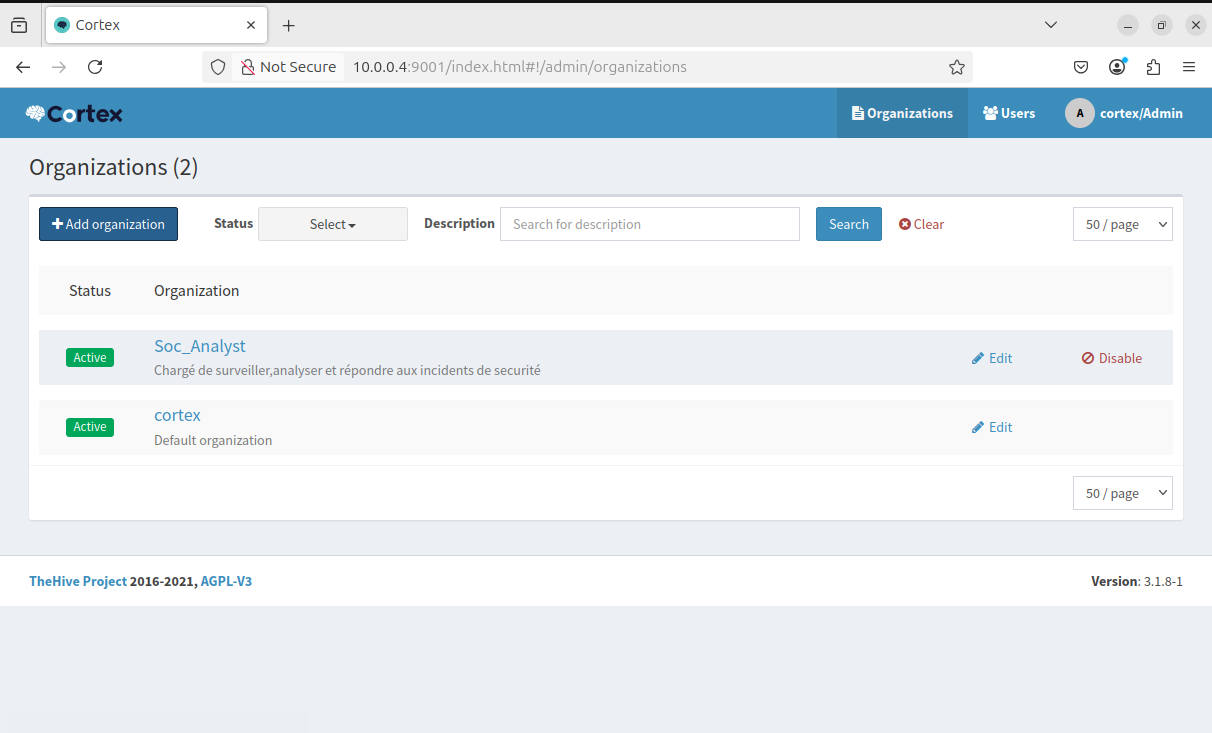 Cortex
Not Secure 10.0.0.4:9001/index.html#!/admin/organizations
Cortex Organizations Users A cortex/Admin
Organizations (2)
Add organization Status Select Description Search for description Search Clear 50 / page
Status Organization
Active Soc_Analyst Edit Disable
Chargé de surveiller,analyser et répondre aux incidents de securité
Active cortex Edit
Default organization
50 / page
TheHive Project 2016-2021, AGPL-V3 Version: 3.1.8-1